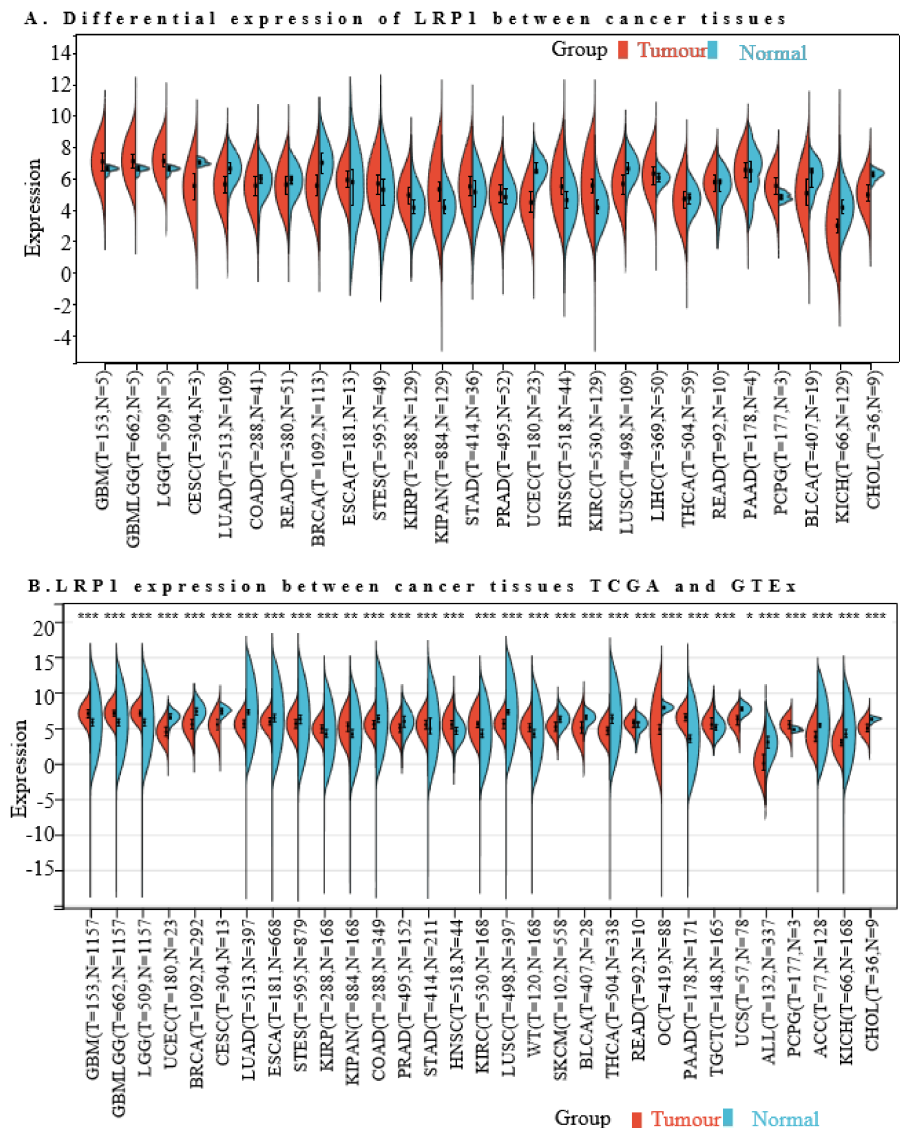 A. Differential expression of LRP1 between cancer tissues
Group Tumour Normal
14
12
10
8
6
4
2
0
-2
-4
Expression
GBM(T=153,N=5)
GBMLGG(T=662,N=5)
LGG(T=509,N=5)
CESC(T=304,N=3)
LUAD(T=513,N=109)
COAD(T=288,N=41)
READ(T=380,N=51)
BRCA(T=1092,N=113)
ESCA(T=181,N=13)
STES(T=595,N=49)
KIRP(T=288,N=129)
KIPAN(T=884,N=129)
STAD(T=414,N=36)
PRAD(T=495,N=52)
UCEC(T=180,N=23)
HNSC(T=518,N=44)
KIRC(T=530,N=129)
LUSC(T=498,N=109)
LIHC(T=369,N=50)
THCA(T=504,N=59)
READ(T=92,N=10)
PAAD(T=178,N=4)
PCPG(T=177,N=3)
BLCA(T=407,N=19)
KICH(T=66,N=129)
CHOL(T=36,N=9)
B.LRP1 expression between cancer tissues TCGA and GTEx
*** *** *** *** *** *** *** *** *** *** ** *** *** *** *** *** *** *** *** *** *** *** *** *** *** * *** *** *** *** ***
20
15
10
5
0
-5
-10
-15
Expression
GBM(T=153,N=1157)
GBMLGG(T=662,N=1157)
LGG(T=509,N=1157)
UCEC(T=180,N=23)
BRCA(T=1092,N=292)
CESC(T=304,N=13)
LUAD(T=513,N=397)
ESCA(T=181,N=668)
STES(T=595,N=879)
KIRP(T=288,N=168)
KIPAN(T=884,N=168)
COAD(T=288,N=349)
PRAD(T=495,N=152)
STAD(T=414,N=211)
HNSC(T=518,N=44)
KIRC(T=530,N=168)
LUSC(T=498,N=397)
WT(T=120,N=168)
SKCM(T=102,N=558)
BLCA(T=407,N=28)
THCA(T=504,N=338)
READ(T=92,N=10)
OC(T=419,N=88)
PAAD(T=178,N=171)
TGCT(T=148,N=165)
UCS(T=57,N=78)
ALL(T=132,N=337)
PCPG(T=177,N=3)
ACC(T=77,N=128)
KICH(T=66,N=168)
CHOL(T=36,N=9)
Group Tumour Normal